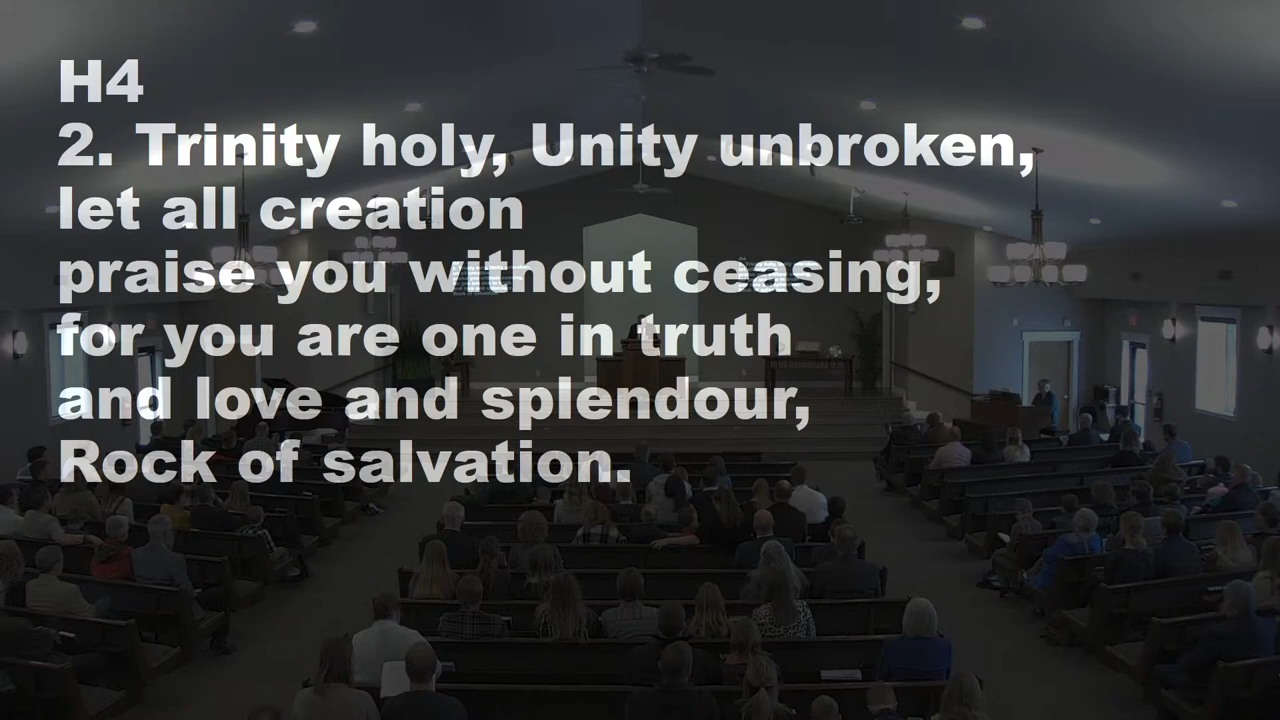 H4
2. Trinity holy, Unity unbroken,
let all creation
praise you without ceasing,
for you are one in truth
and love and splendour,
Rock of salvation.